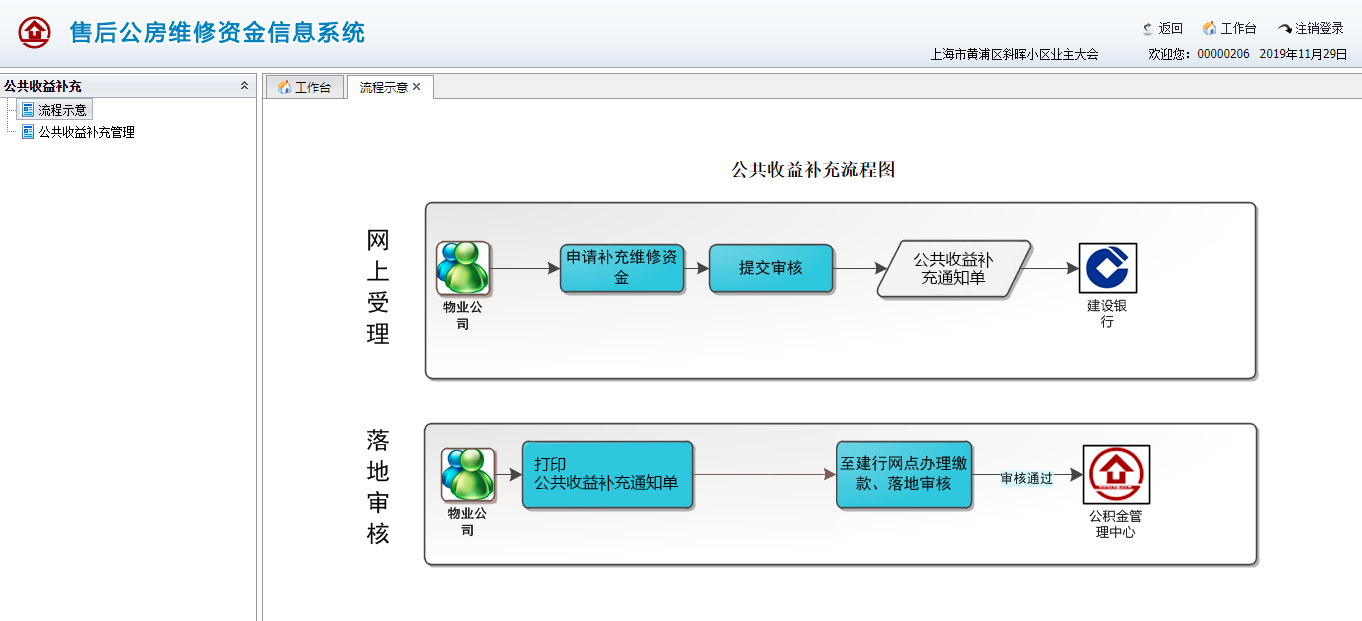 售后公房维修资金信息系统
返回 工作台 注销登录
上海市黄浦区斜晖小区业主大会 欢迎您：00000206 2019年11月29日
公共收益补充
流程示意
公共收益补充管理
工作台 流程示意
公共收益补充流程图
网
上
受
理
物业公
司
申请补充维修资
金
提交审核
公共收益补
充通知单
建设银
行
落
地
审
核
物业公
司
打印
公共收益补充通知单
至建行网点办理缴
款、落地审核
审核通过
公积金管
理中心